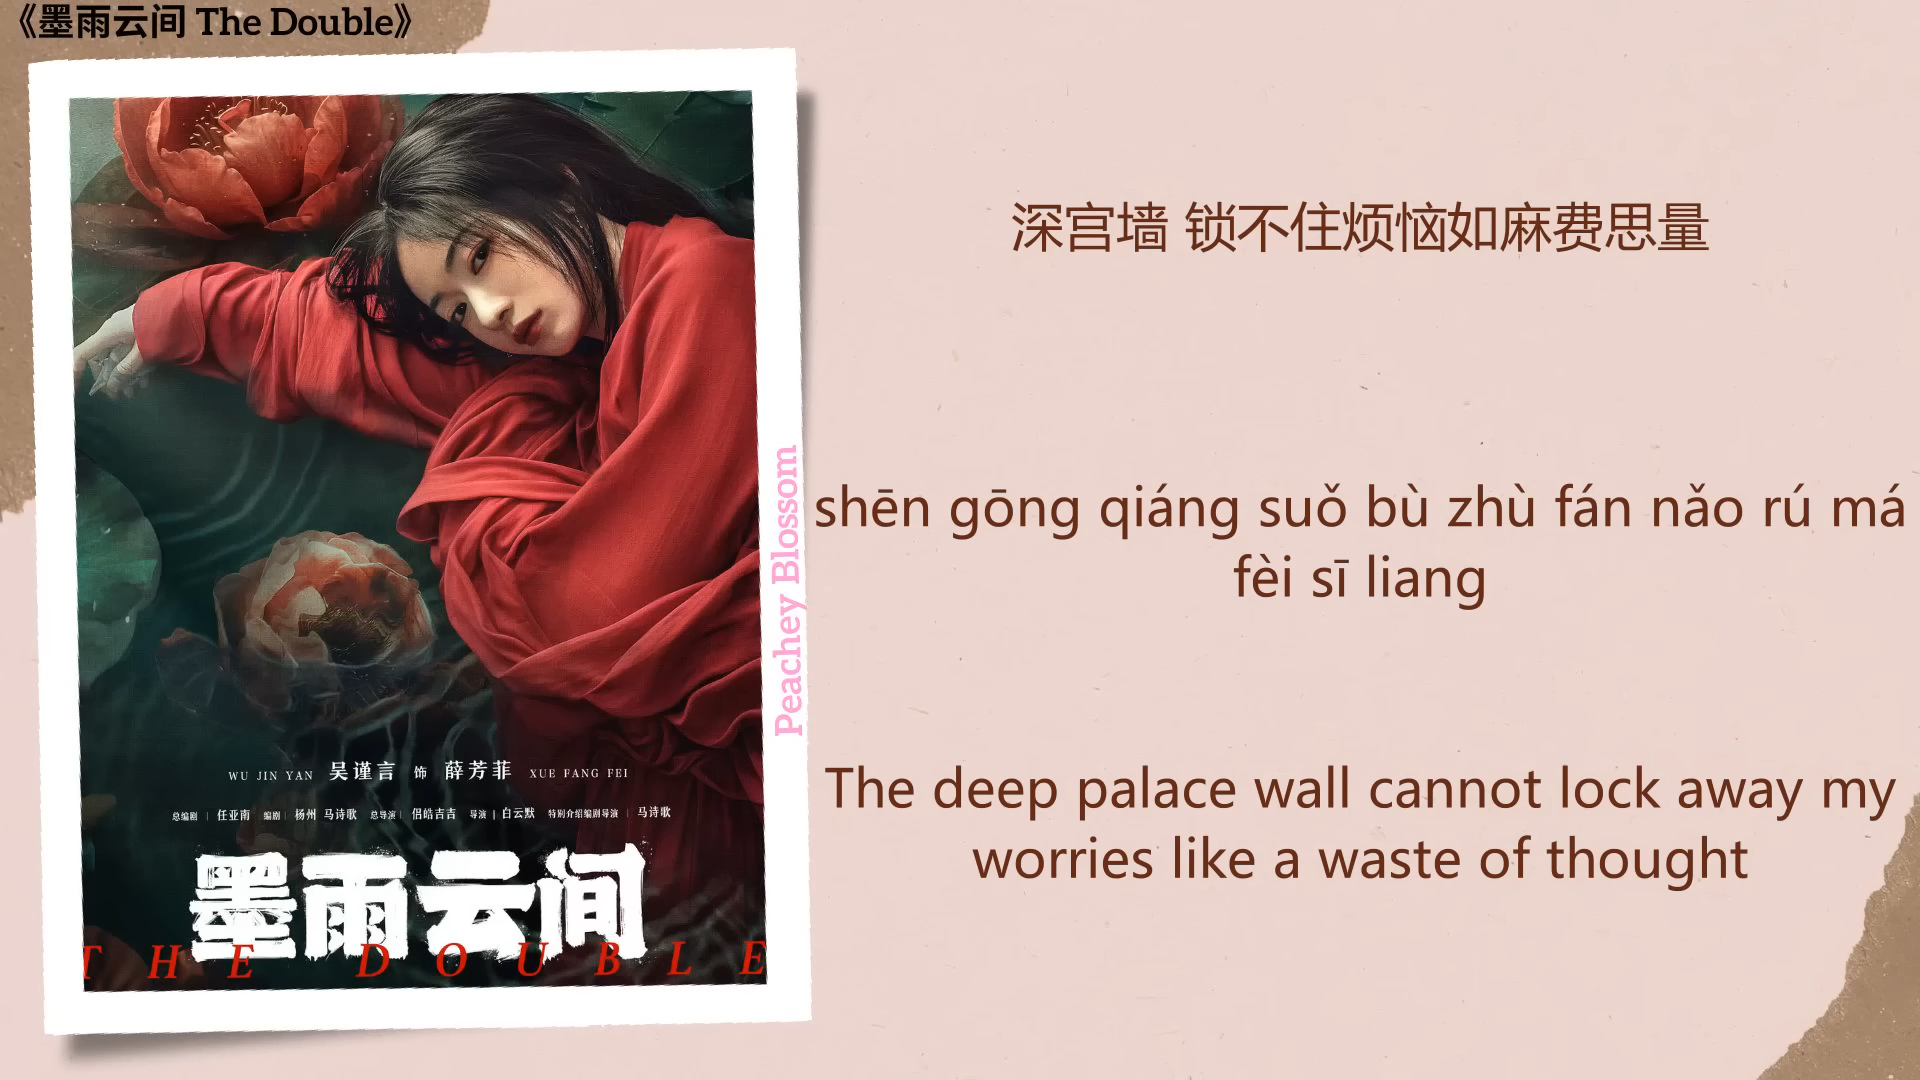 《墨雨云间 The Double》
深宫墙 锁不住烦恼如麻费思量
shēn gōng qiáng suǒ bù zhù fán nǎo rú má
fèi sī liang
The deep palace wall cannot lock away my
worries like a waste of thought
Peachey Blossom
WU JIN YAN 吴谨言 饰 薛芳菲 XUE FANG FEI
总编剧 | 任亚南 编剧 | 杨州 马诗歌 总导演 | 侣皓吉吉 导演 | 白云默 特别介绍编剧导演 | 马诗歌
墨雨云间
THE DOUBLE